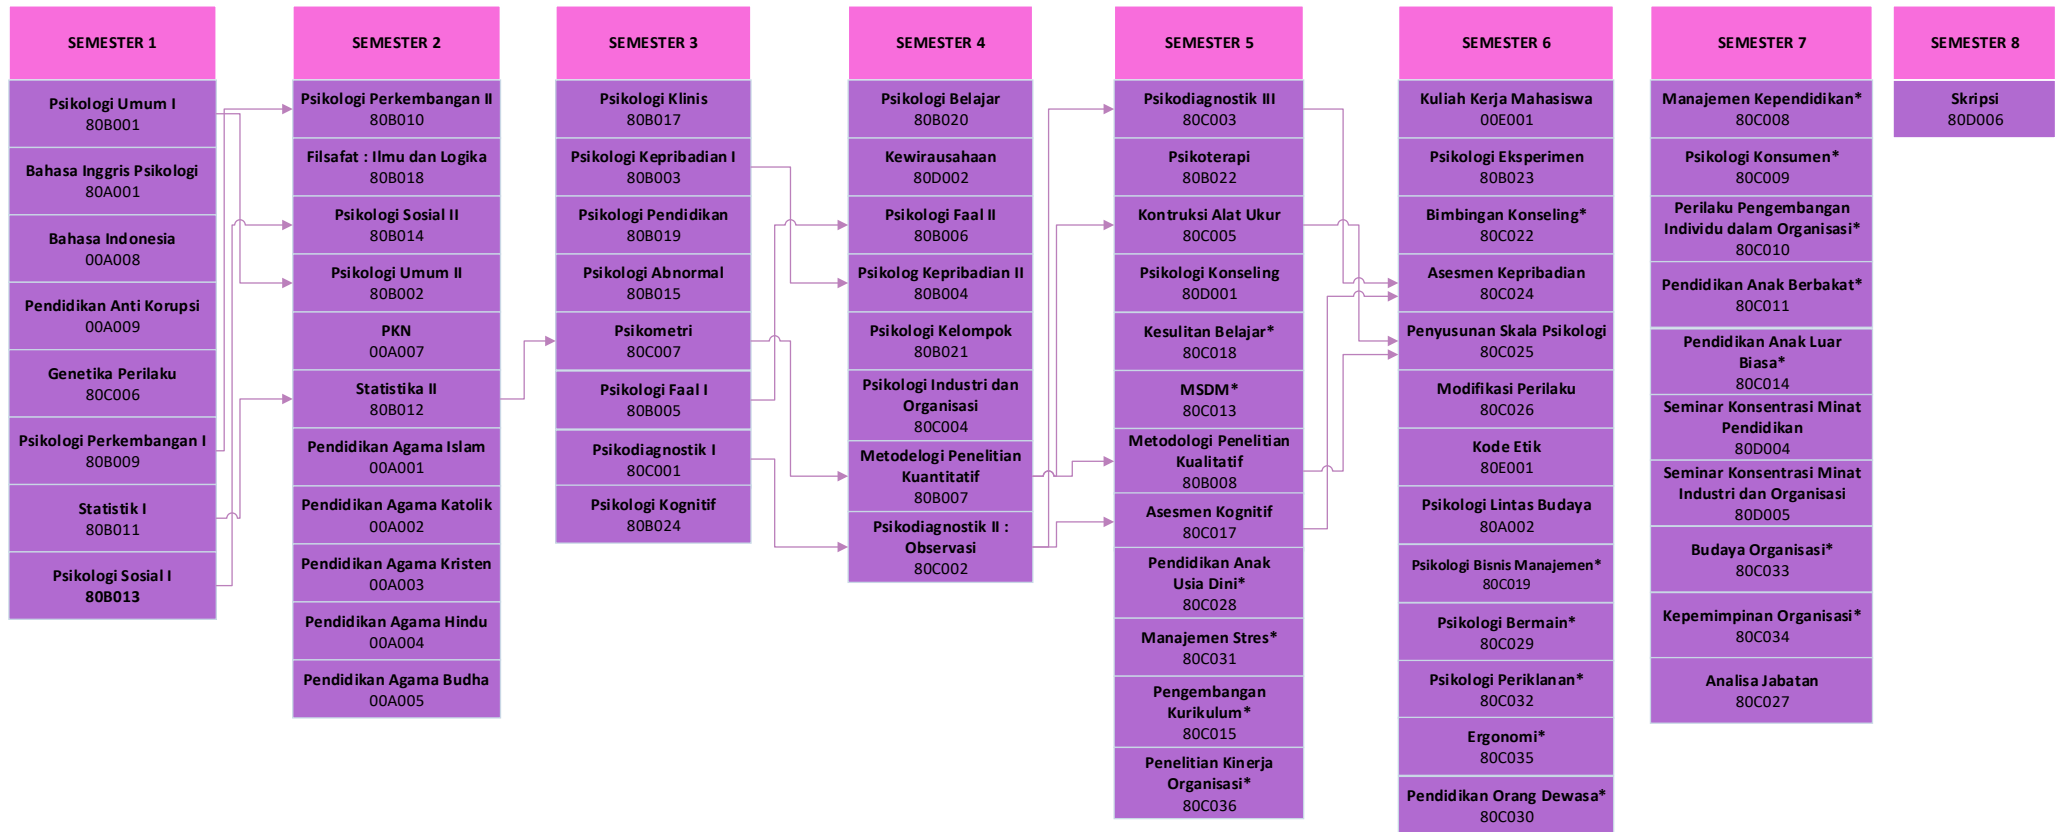 SEMESTER 1
Psikologi Umum I
80B001
Bahasa Inggris Psikologi
80A001
Bahasa Indonesia
00A008
Pendidikan Anti Korupsi
00A009
Genetika Perilaku
80C006
Psikologi Perkembangan I
80B009
Statistik I
80B011
Psikologi Sosial I
80B013
SEMESTER 2
Psikologi Perkembangan II
80B010
Filsafat : Ilmu dan Logika
80B018
Psikologi Sosial II
80B014
Psikologi Umum II
80B002
PKN
00A007
Statistika II
80B012
Pendidikan Agama Islam
00A001
Pendidikan Agama Katolik
00A002
Pendidikan Agama Kristen
00A003
Pendidikan Agama Hindu
00A004
Pendidikan Agama Budha
00A005
SEMESTER 3
Psikologi Klinis
80B017
Psikologi Kepribadian I
80B003
Psikologi Pendidikan
80B019
Psikologi Abnormal
80B015
Psikometri
80C007
Psikologi Faal I
80B005
Psikodiagnostik I
80C001
Psikologi Kognitif
80B024
SEMESTER 4
Psikologi Belajar
80B020
Kewirausahaan
80D002
Psikologi Faal II
80B006
Psikolog Kepribadian II
80B004
Psikologi Kelompok
80B021
Psikologi Industri dan
Organisasi
80C004
Metodelogi Penelitian
Kuantitatif
80B007
Psikodiagnostik II :
Observasi
80C002
SEMESTER 5
Psikodiagnostik III
80C003
Psikoterapi
80B022
Kontruksi Alat Ukur
80C005
Psikologi Konseling
80D001
Kesulitan Belajar*
80C018
MSDM*
80C013
Metodologi Penelitian
Kualitatif
80B008
Asesmen Kognitif
80C017
Pendidikan Anak
Usia Dini*
80C028
Manajemen Stres*
80C031
Pengembangan
Kurikulum*
80C015
Penelitian Kinerja
Organisasi*
80C036
SEMESTER 6
Kuliah Kerja Mahasiswa
00E001
Psikologi Eksperimen
80B023
Bimbingan Konseling*
80C022
Asesmen Kepribadian
80C024
Penyusunan Skala Psikologi
80C025
Modifikasi Perilaku
80C026
Kode Etik
80E001
Psikologi Lintas Budaya
80A002
Psikologi Bisnis Manajemen*
80C019
Psikologi Bermain*
80C029
Psikologi Periklanan*
80C032
Ergonomi*
80C035
Pendidikan Orang Dewasa*
80C030
SEMESTER 7
Manajemen Kependidikan*
80C008
Psikologi Konsumen*
80C009
Perilaku Pengembangan
Individu dalam Organisasi*
80C010
Pendidikan Anak Berbakat*
80C011
Pendidikan Anak Luar
Biasa*
80C014
Seminar Konsentrasi Minat
Pendidikan
80D004
Seminar Konsentrasi Minat
Industri dan Organisasi
80D005
Budaya Organisasi*
80C033
Kepemimpinan Organisasi*
80C034
Analisa Jabatan
80C027
SEMESTER 8
Skripsi
80D006